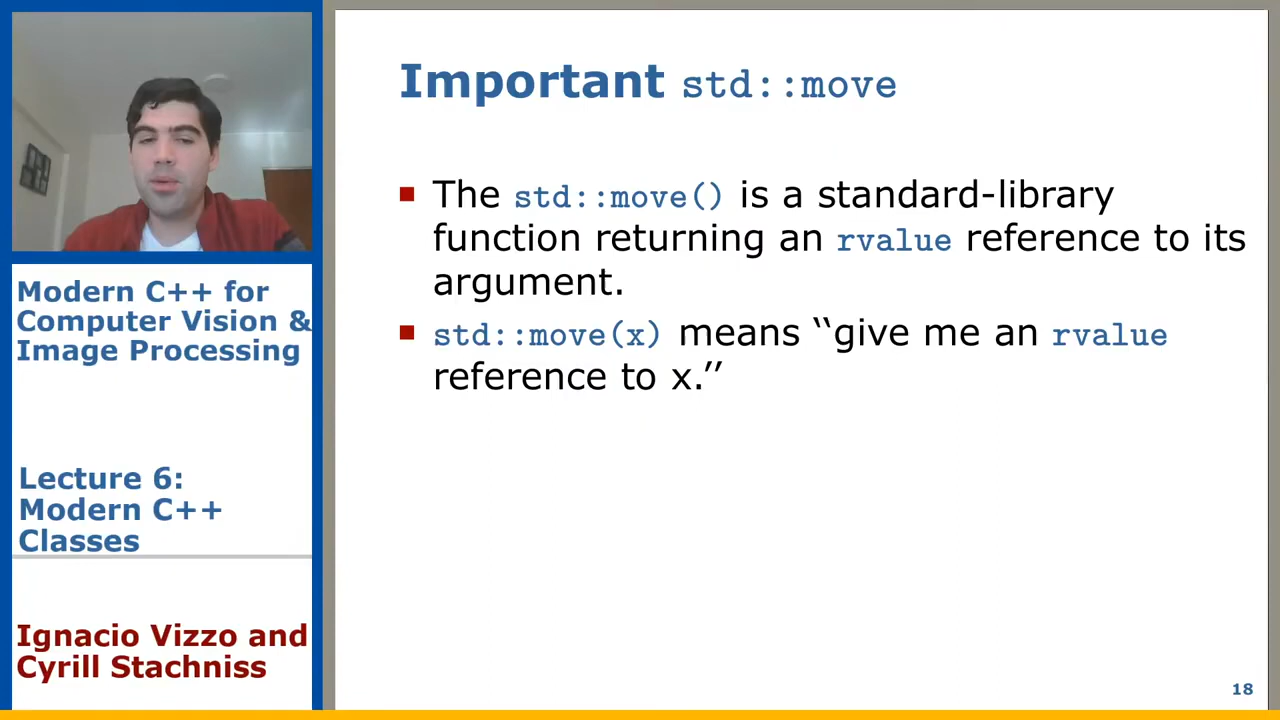 Important std::move
The std::move() is a standard-library
function returning an rvalue reference to its
argument.
std::move(x) means ‘‘give me an rvalue
reference to x.’’
Modern C++ for
Computer Vision &
Image Processing
Lecture 6:
Modern C++
Classes
Ignacio Vizzo and
Cyrill Stachniss
18